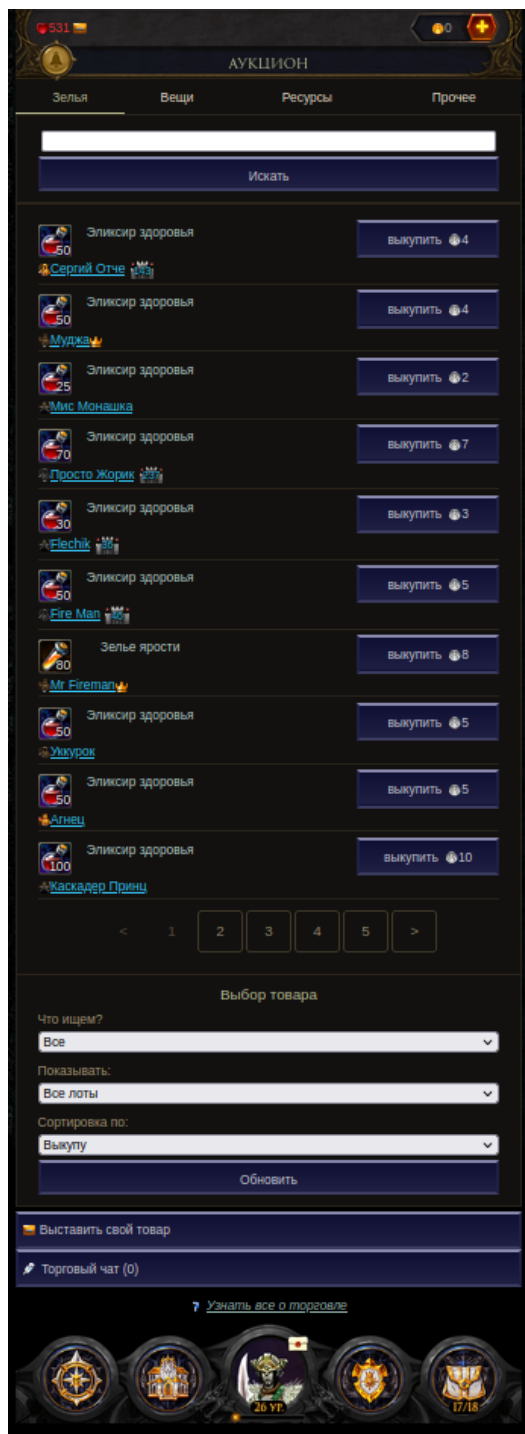 531
0
АУКЦИОН
Зелья Вещи Ресурсы Прочее
Искать
Эликсир здоровья
50
выкупить 4
Сергий Отче
Эликсир здоровья
50
выкупить 4
Муджа
Эликсир здоровья
25
выкупить 2
Мис Монашка
Эликсир здоровья
70
выкупить 7
Просто Жорик
Эликсир здоровья
30
выкупить 3
Flechik
Эликсир здоровья
50
выкупить 5
Fire Man
Зелье ярости
80
выкупить 8
Mr Fireman
Эликсир здоровья
50
выкупить 5
Уккурок
Эликсир здоровья
50
выкупить 5
Агнец
Эликсир здоровья
100
выкупить 10
Каскадер Принц
< 1 2 3 4 5 >
Выбор товара
Что ищем?
Все
Показывать:
Все лоты
Сортировка по:
Выкупу
Обновить
Выставить свой товар
Торговый чат (0)
? Узнать все о торговле
26 УР.
17/18